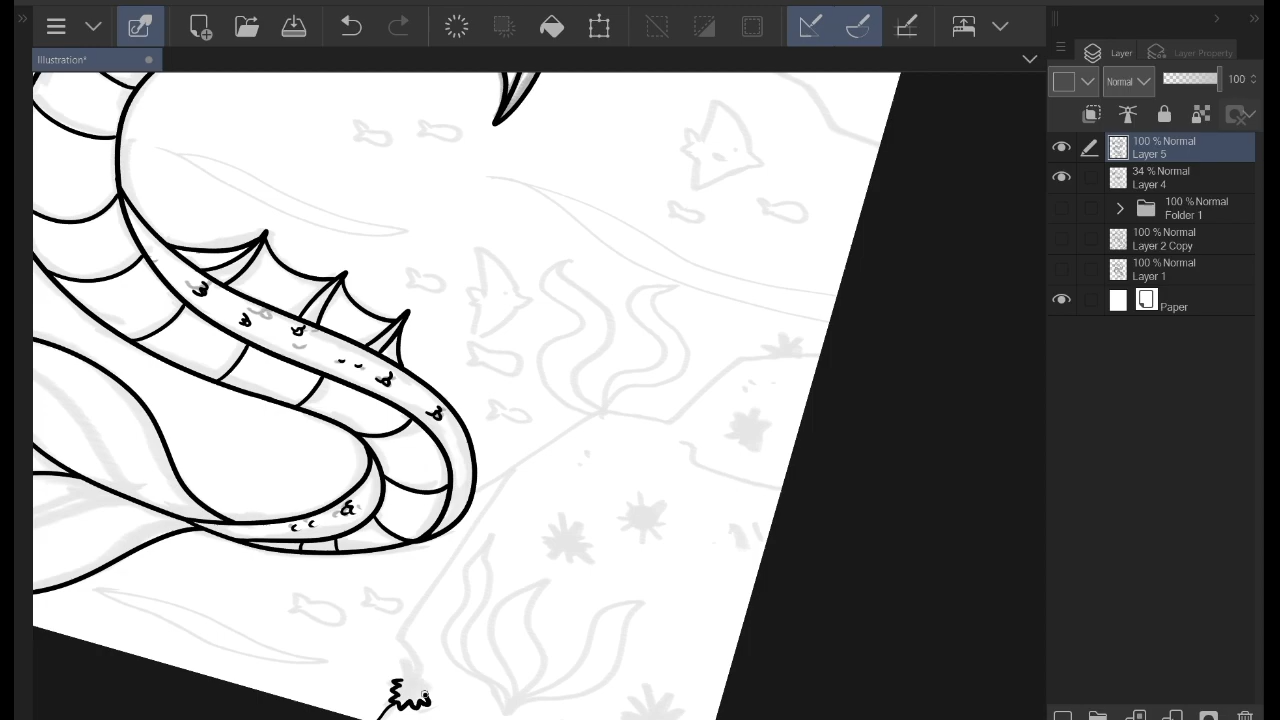 Illustration*
Layer
Layer Property
Normal
100
100 % Normal
Layer 5
34 % Normal
Layer 4
100 % Normal
Folder 1
100 % Normal
Layer 2 Copy
100 % Normal
Layer 1
Paper